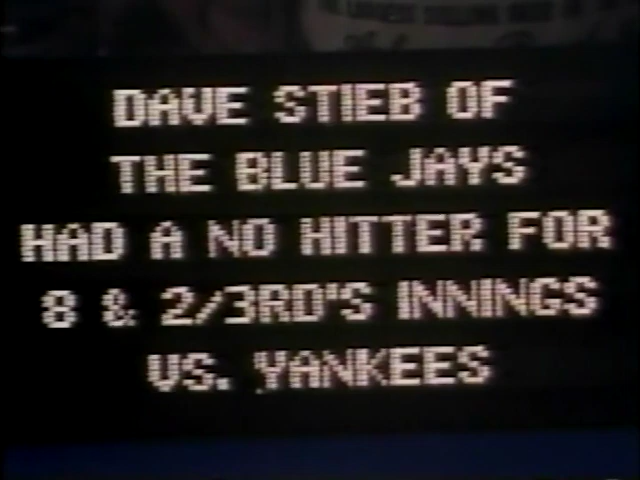 DAVE STIEB OF
THE BLUE JAYS
HAD A NO HITTER FOR
8 & 2/3RD'S INNINGS
VS. YANKEES